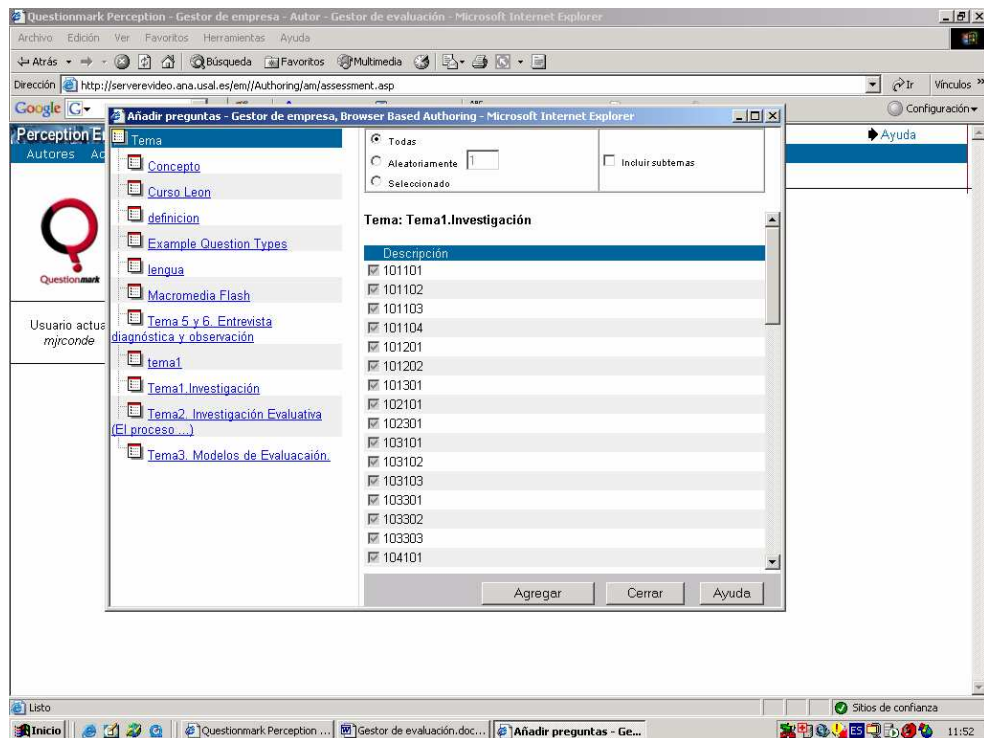 Questionmark Perception - Gestor de empresa - Autor - Gestor de evaluación - Microsoft Internet Explorer
Archivo Edición Ver Favoritos Herramientas Ayuda
Atrás Búsqueda Favoritos Multimedia
Dirección http://serverevideo.ana.usal.es/em//Authoring/am/assessment.asp Ir Vínculos »
Google G Configuración
Añadir preguntas - Gestor de empresa, Browser Based Authoring - Microsoft Internet Explorer
Perception E
Ayuda
Autores
Questionmark
Usuario actua
mjrconde
Tema
Concepto
Curso Leon
definicion
Example Question Types
lengua
Macromedia Flash
Tema 5 y 6. Entrevista
diagnóstica y observación
tema1
Tema1.Investigación
Tema2. Investigación Evaluativa
(El proceso ...)
Tema3. Modelos de Evaluacaión.
Todas
Aleatoriamente 1
Seleccionado
Incluir subtemas
Tema: Tema1.Investigación
Descripción
101101
101102
101103
101104
101201
101202
101301
102101
102301
103101
103102
103103
103301
103302
103303
104101
Agregar Cerrar Ayuda
Listo Sitios de confianza
Inicio Questionmark Perception ... Gestor de evaluación.doc... Añadir preguntas - Ge... ES 11:52